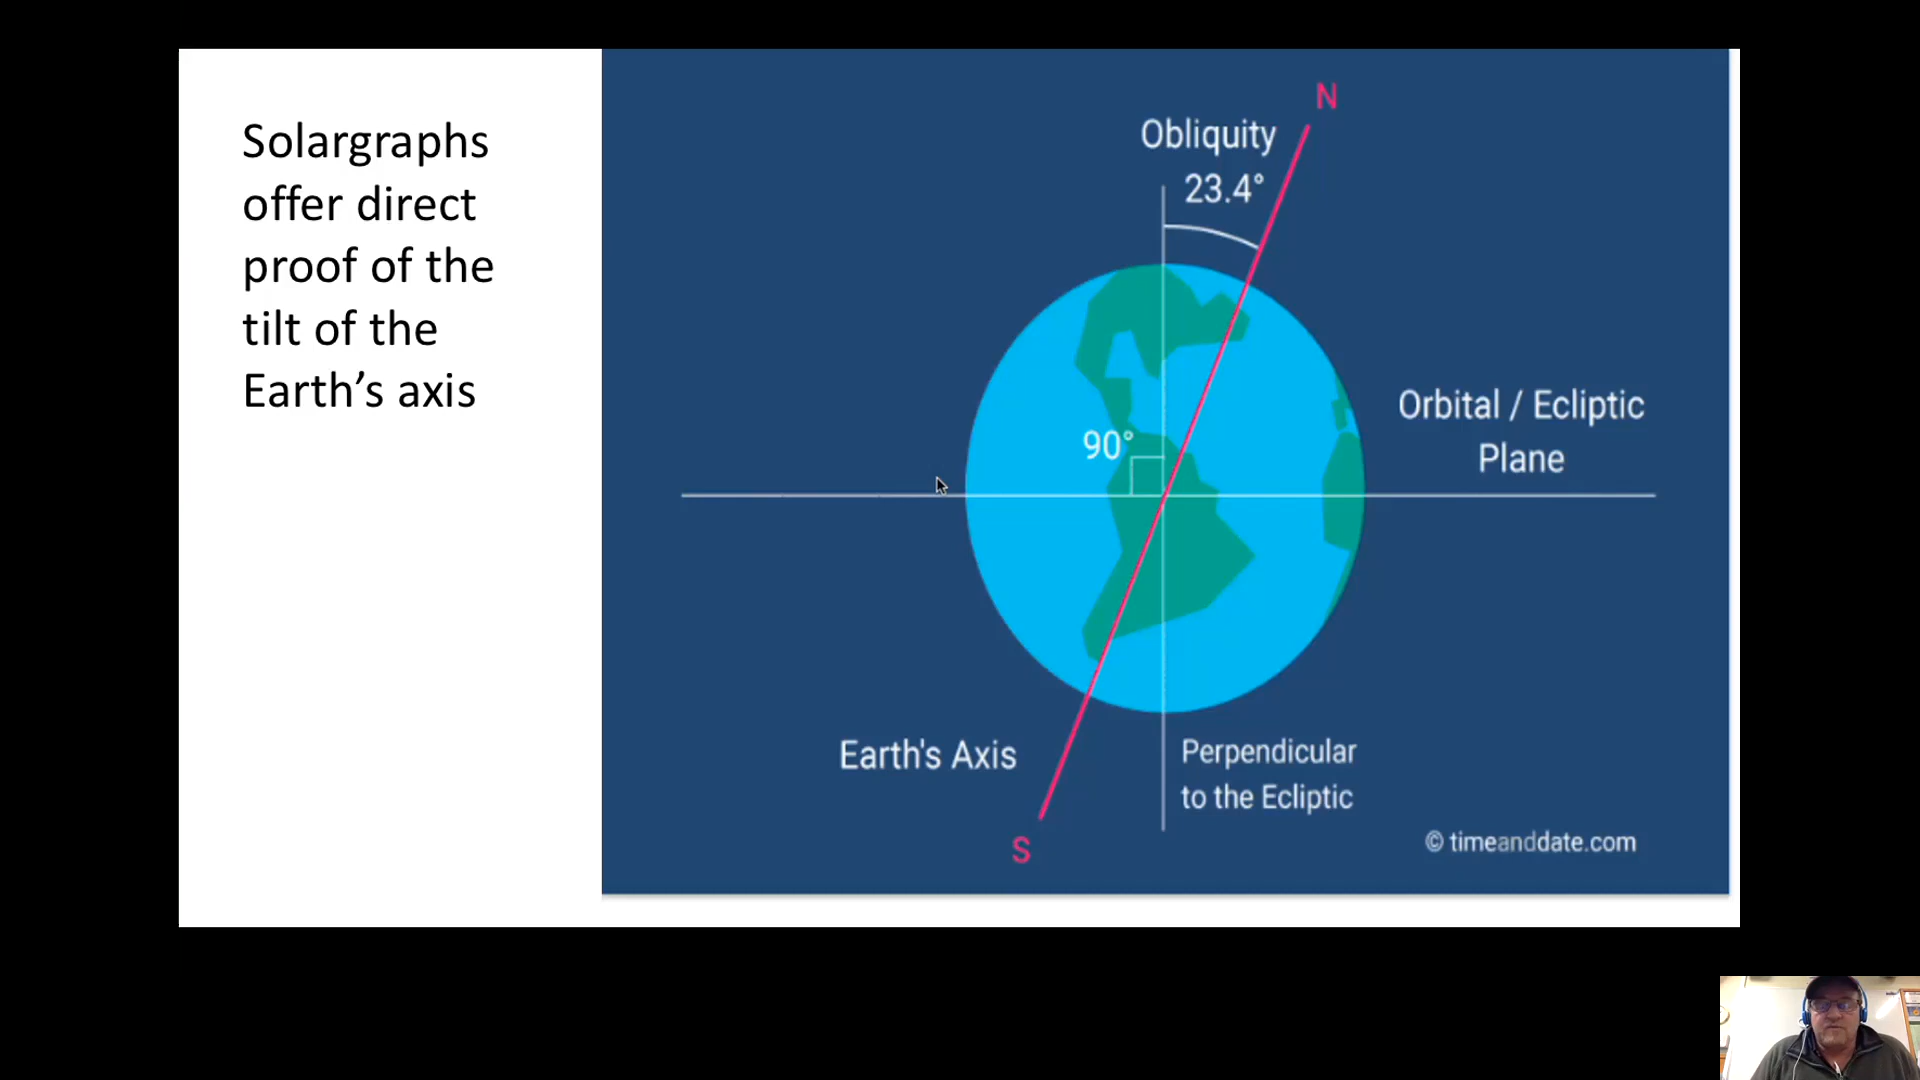 Solargraphs
offer direct
proof of the
tilt of the
Earth’s axis
N
Obliquity
23.4°
90°
Orbital / Ecliptic
Plane
Earth's Axis
Perpendicular
to the Ecliptic
S
© timeanddate.com